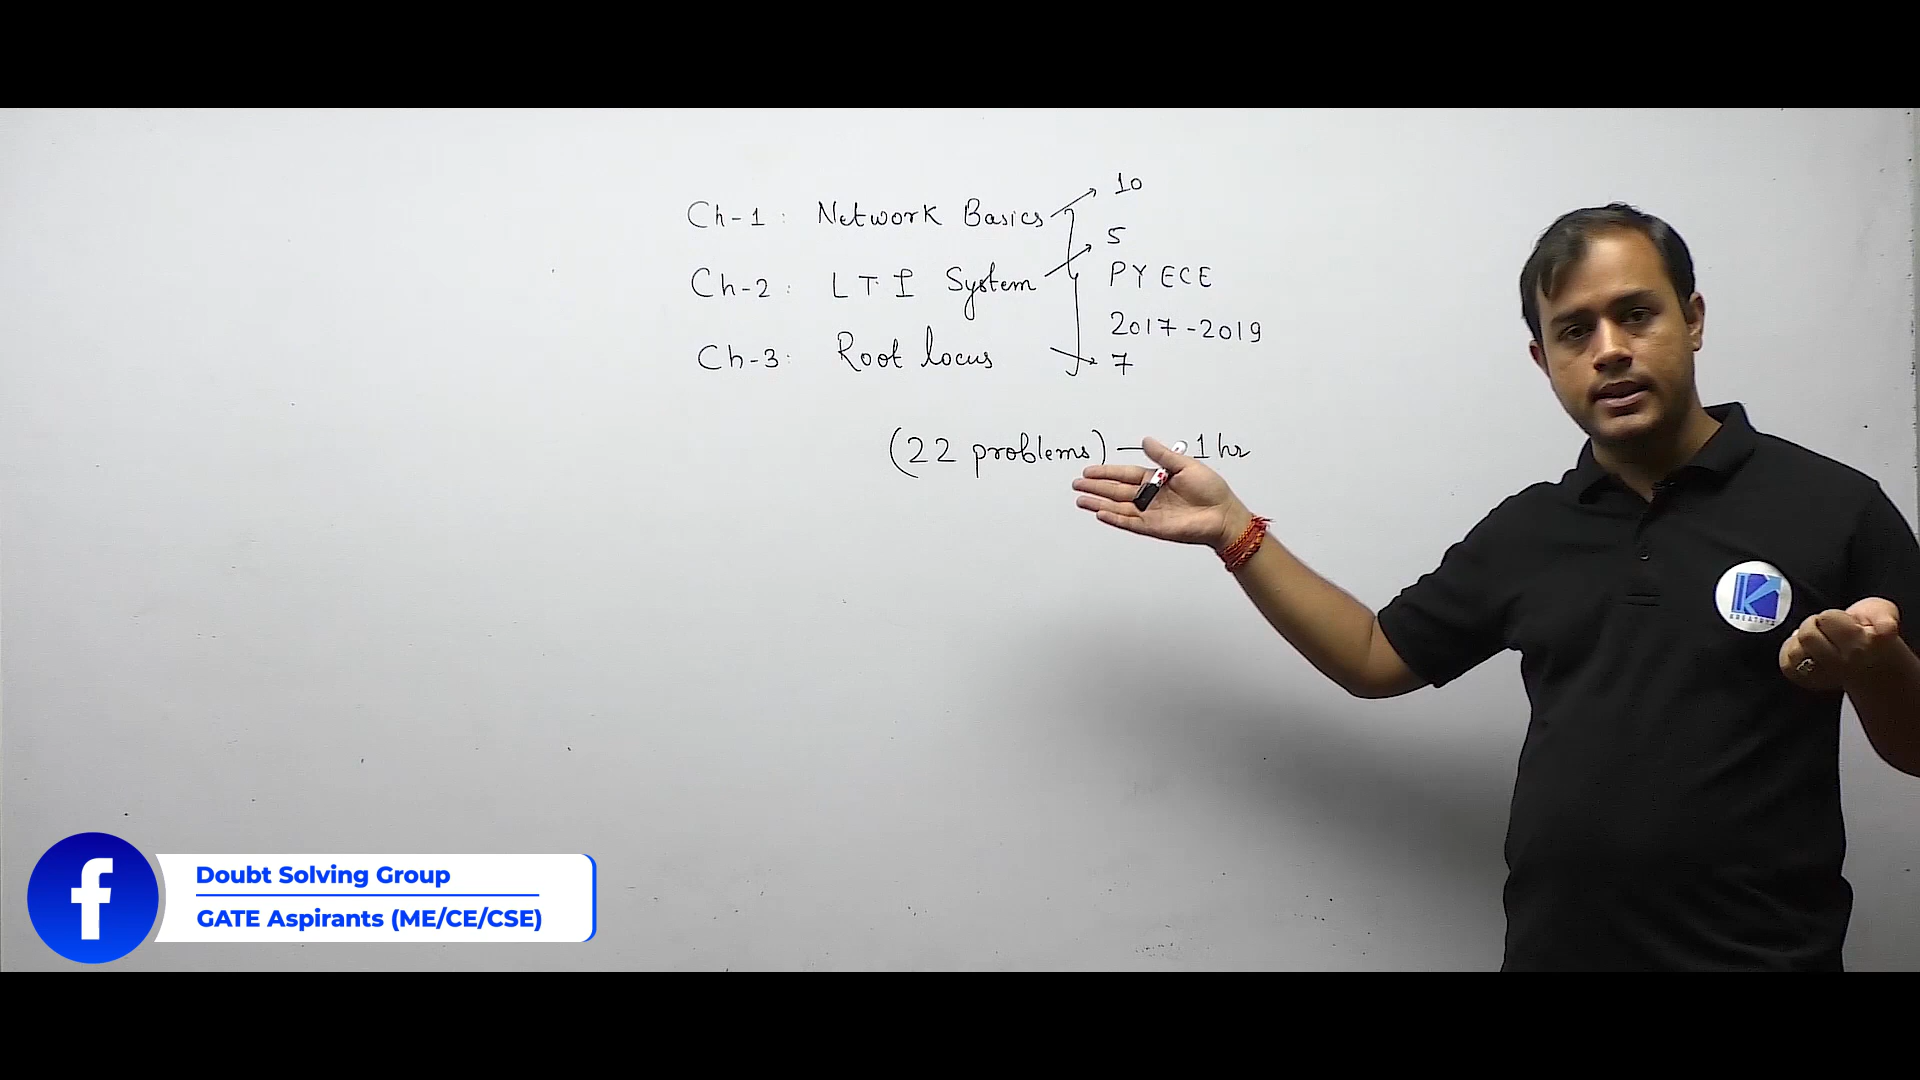 10
Ch-1: Network Basics
5
Ch-2: LTI System PY ECE
2017-2019
Ch-3: Root locus 7
(22 problems) — 1 hr
KREATRYX
Doubt Solving Group
GATE Aspirants (ME/CE/CSE)